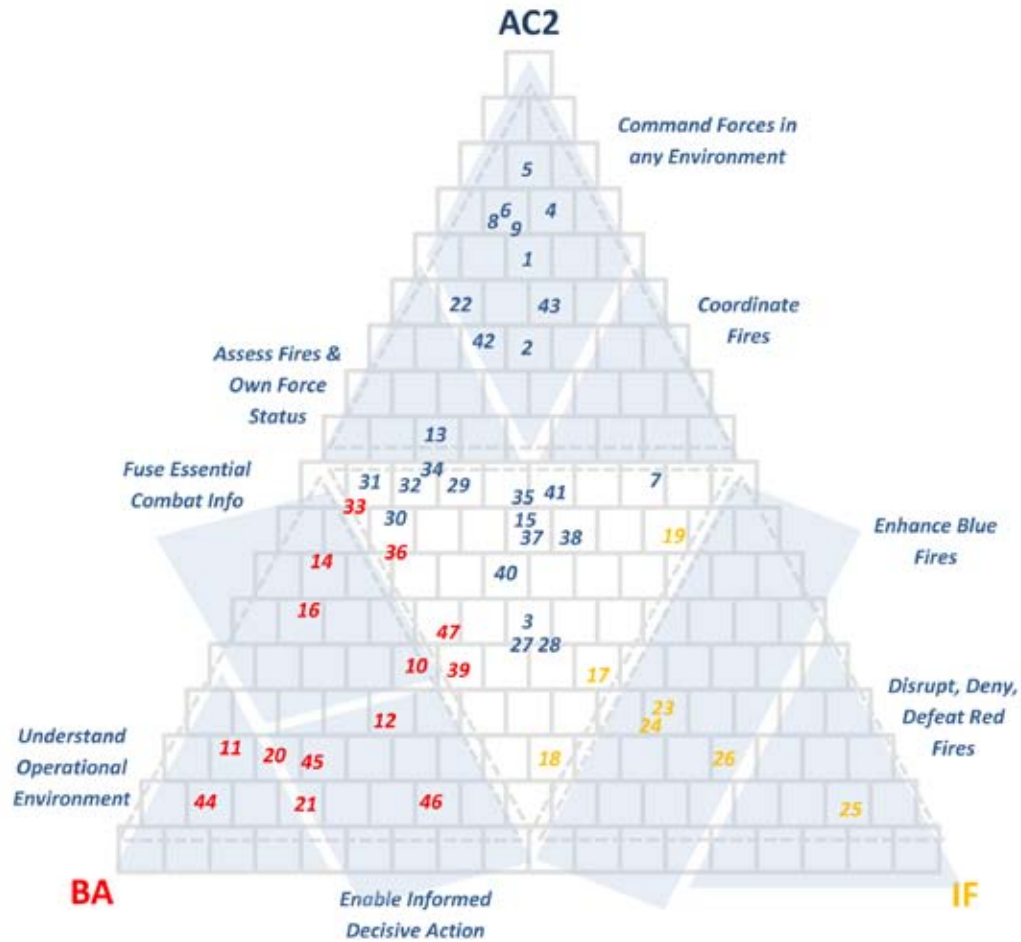 AC2
Command Forces in
any Environment
5
6 4
8 9
1
22 43
Coordinate
Fires
42 2
Assess Fires &
Own Force
Status
13
Fuse Essential
Combat Info
34
31 32 29 35 41 7
33
30 15
37 38 19
Enhance Blue
Fires
14 36
40
16
3
47
27 28
10 39 17
Disrupt, Deny,
Defeat Red
Fires
23
12 24
Understand
Operational
Environment
11 20 45 18 26
44 21 46 25
BA
IF
Enable Informed
Decisive Action